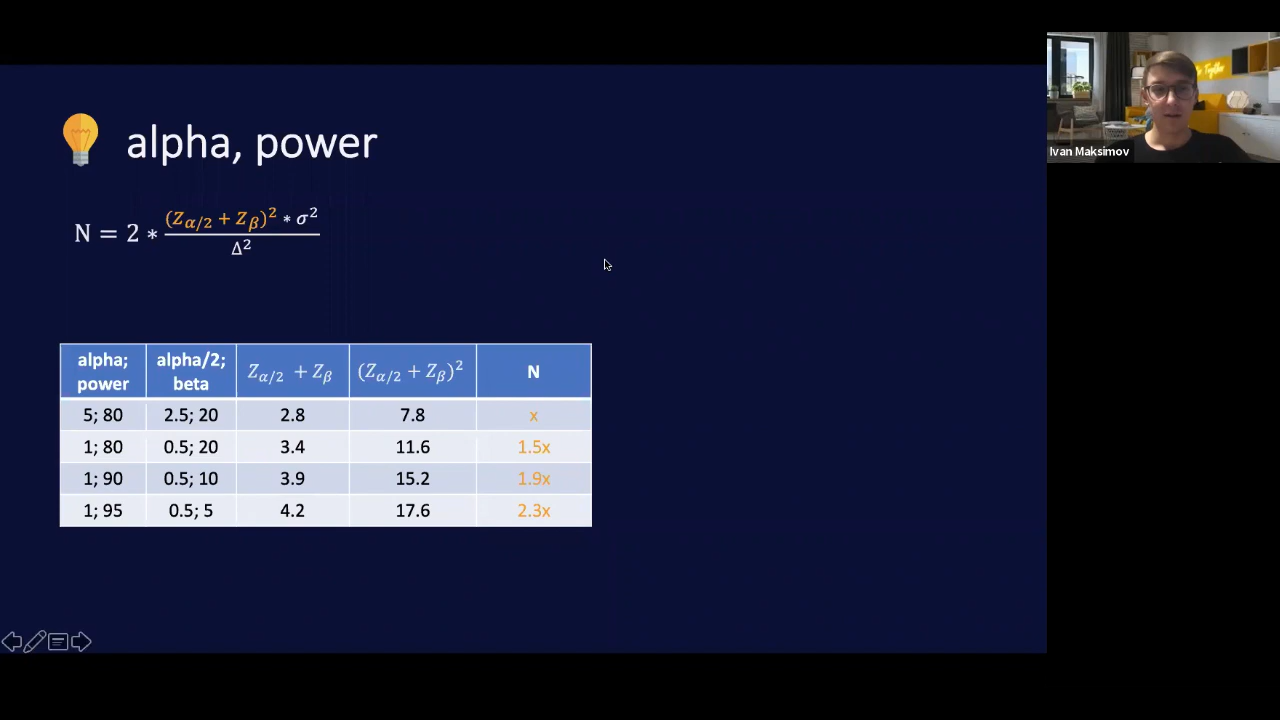 alpha, power
N = 2 * \frac{(Z_{α/2} + Z_β)^2 * σ^2}{Δ^2}
alpha; power | alpha/2; beta | Z_{α/2} + Z_β | (Z_{α/2} + Z_β)^2 | N
5; 80 | 2.5; 20 | 2.8 | 7.8 | x
1; 80 | 0.5; 20 | 3.4 | 11.6 | 1.5x
1; 90 | 0.5; 10 | 3.9 | 15.2 | 1.9x
1; 95 | 0.5; 5 | 4.2 | 17.6 | 2.3x
Ivan Maksimov